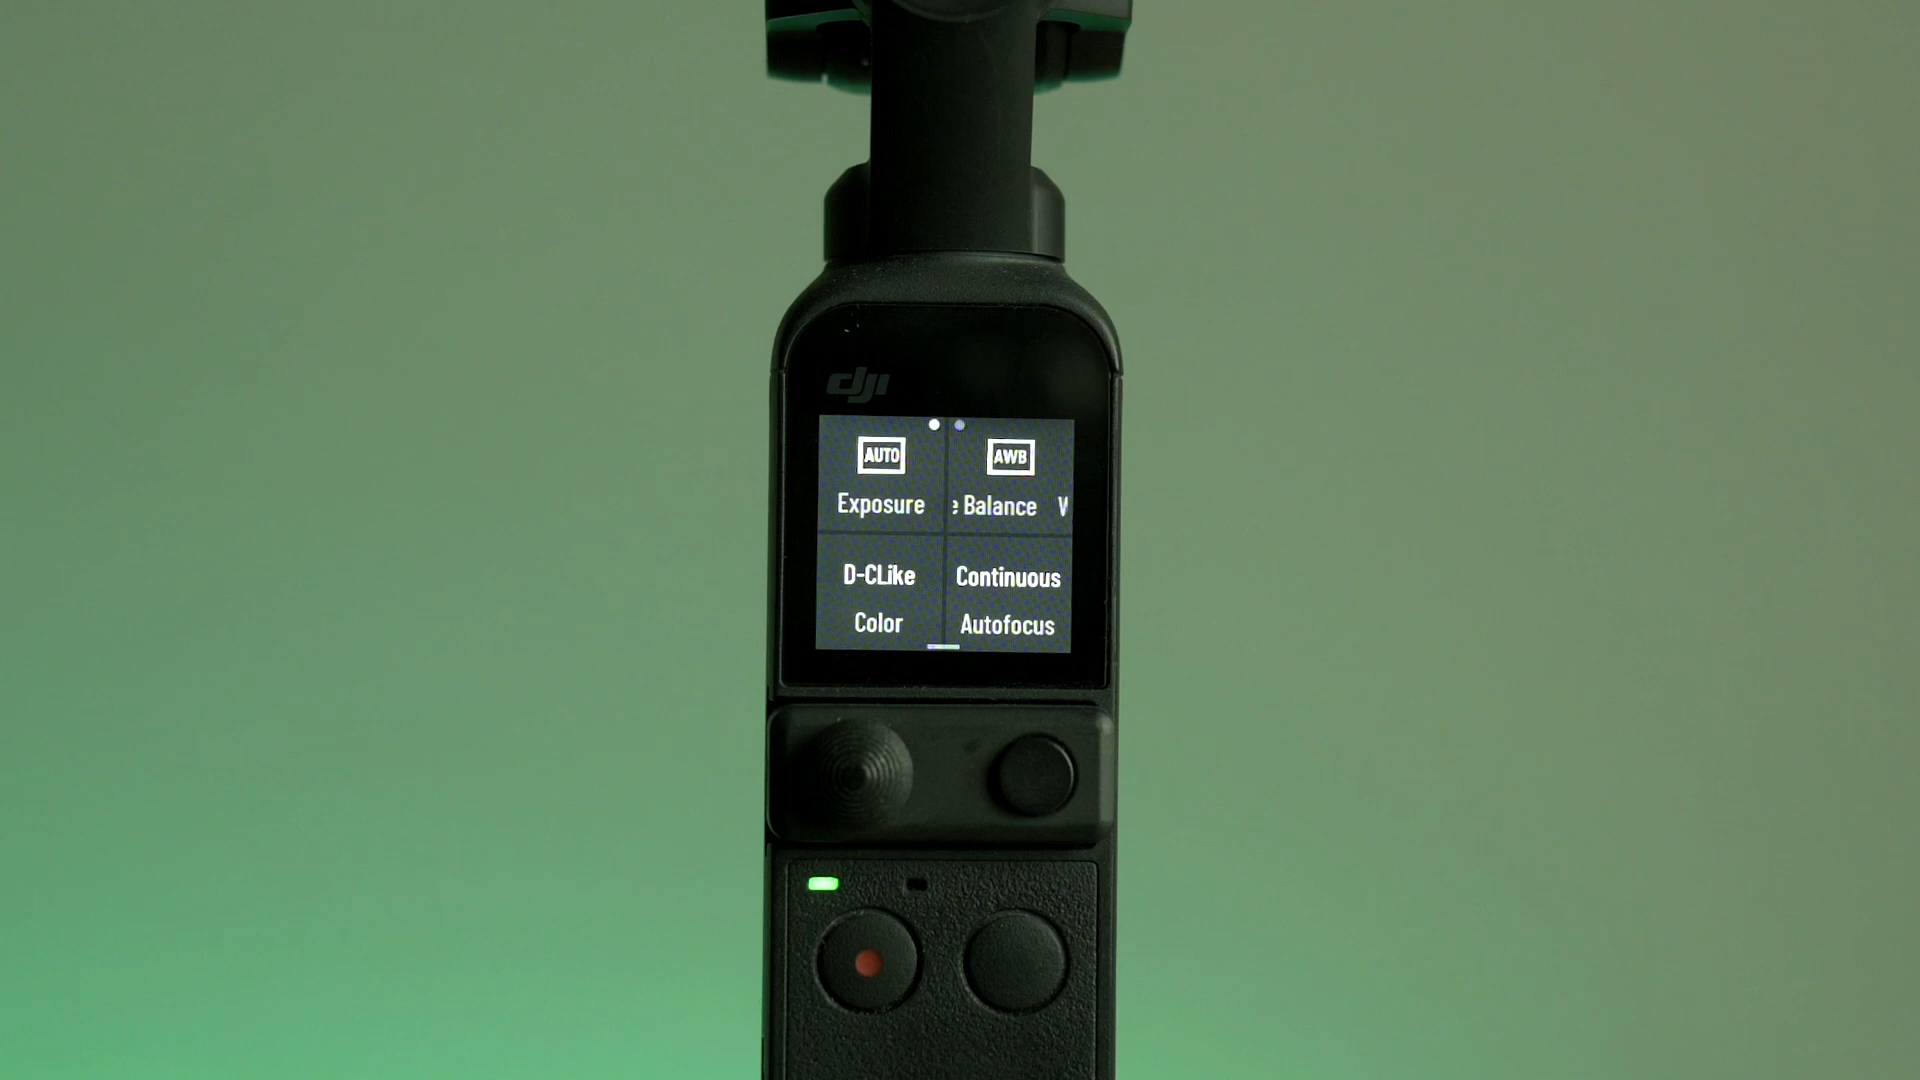 dji
AUTO
AWB
Exposure
e Balance W
D-CLike
Continuous
Color
Autofocus